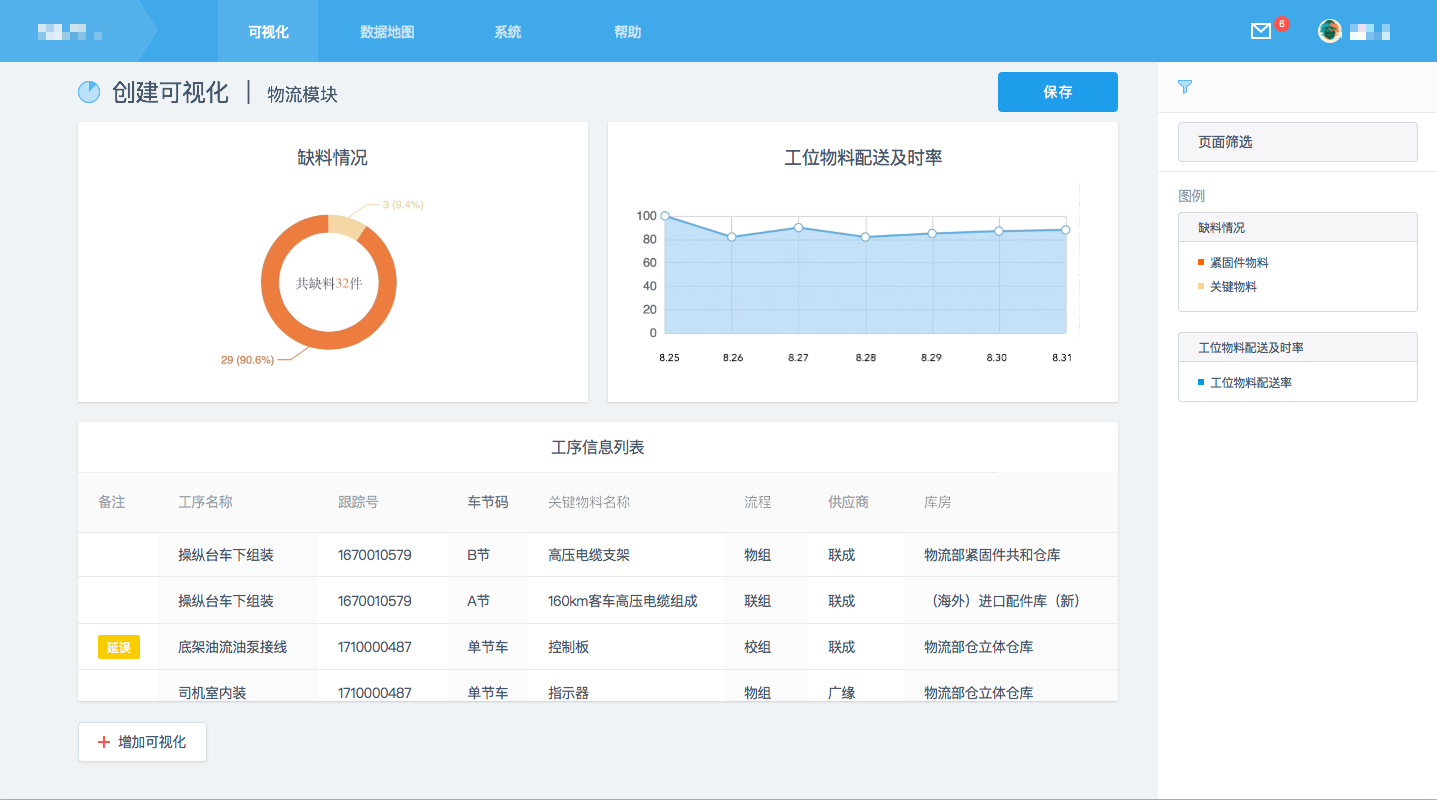 可视化 数据地图 系统 帮助 6
创建可视化 | 物流模块 保存
页面筛选
缺料情况
3 (9.4%)
共缺料32件
29 (90.6%)
工位物料配送及时率
100
80
60
40
20
0
8.25 8.26 8.27 8.28 8.29 8.30 8.31
图例
缺料情况
紧固件物料
关键物料
工位物料配送及时率
工位物料配送率
工序信息列表
备注 工序名称 跟踪号 车节码 关键物料名称 流程 供应商 库房
操纵台车下组装 1670010579 B节 高压电缆支架 物组 联成 物流部紧固件共和仓库
操纵台车下组装 1670010579 A节 160km客车高压电缆组成 联组 联成 （海外）进口配件库（新）
延误 底架油流油泵接线 1710000487 单节车 控制板 校组 联成 物流部仓立体仓库
司机室内装 1710000487 单节车 指示器 物组 广缘 物流部仓立体仓库
增加可视化